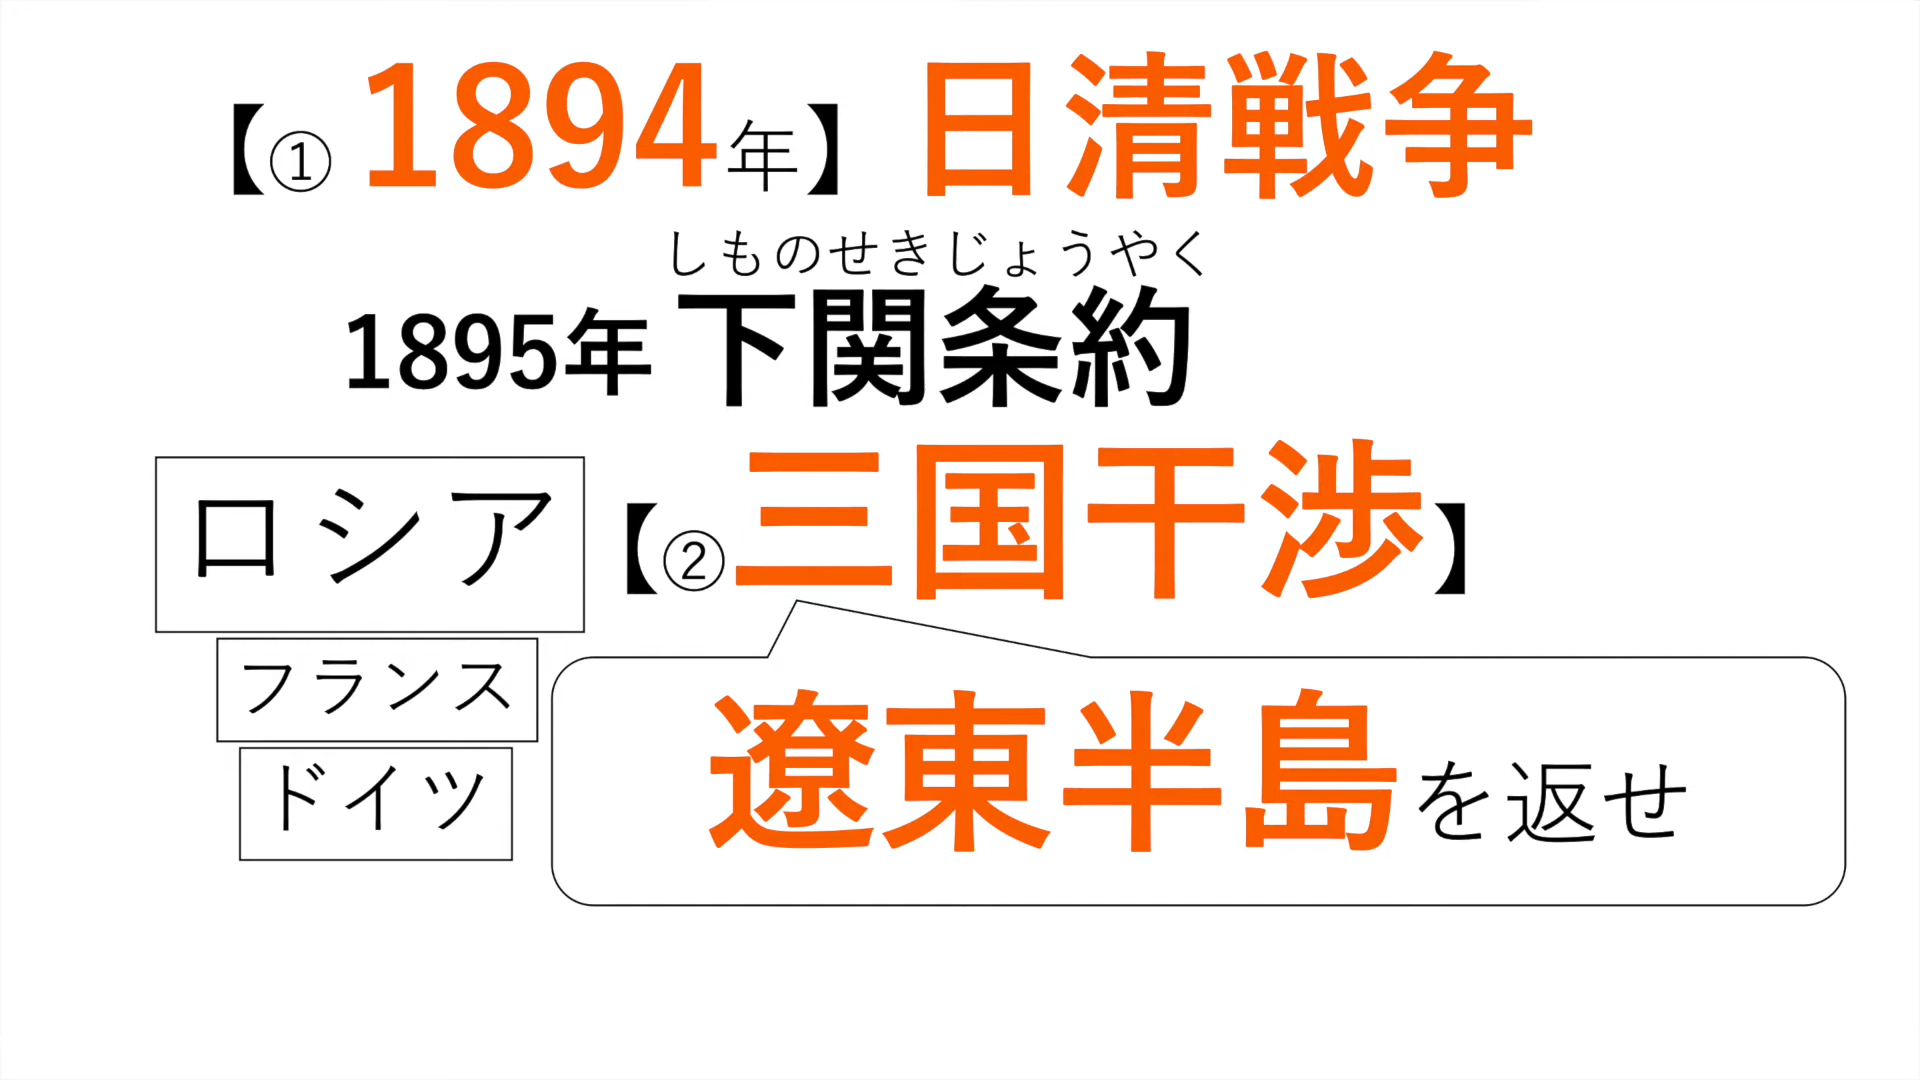 【① 1894年】日清戦争
しものせきじょうやく
1895年 下関条約
ロシア 【②三国干渉】
フランス
ドイツ
遼東半島を返せ